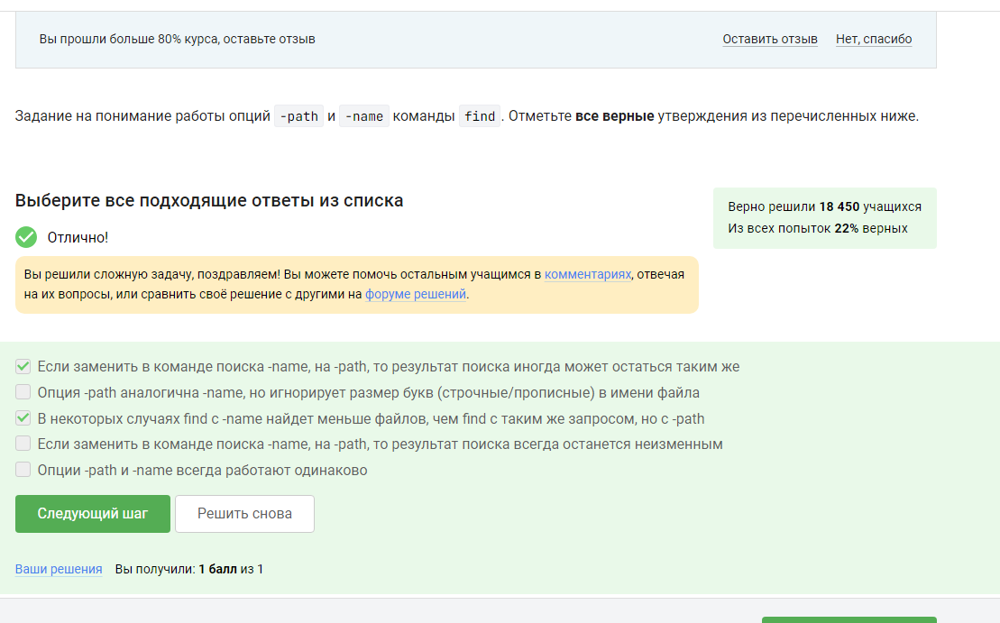 Вы прошли больше 80% курса, оставьте отзыв
Оставить отзыв
Нет, спасибо
Задание на понимание работы опций -path и -name команды find. Отметьте все верные утверждения из перечисленных ниже.
Выберите все подходящие ответы из списка
Верно решили 18 450 учащихся
Из всех попыток 22% верных
Отлично!
Вы решили сложную задачу, поздравляем! Вы можете помочь остальным учащимся в комментариях, отвечая
на их вопросы, или сравнить своё решение с другими на форуме решений.
Если заменить в команде поиска -name, на -path, то результат поиска иногда может остаться таким же
Опция -path аналогична -name, но игнорирует размер букв (строчные/прописные) в имени файла
В некоторых случаях find с -name найдет меньше файлов, чем find с таким же запросом, но с -path
Если заменить в команде поиска -name, на -path, то результат поиска всегда останется неизменным
Опции -path и -name всегда работают одинаково
Следующий шаг
Решить снова
Ваши решения
Вы получили: 1 балл из 1